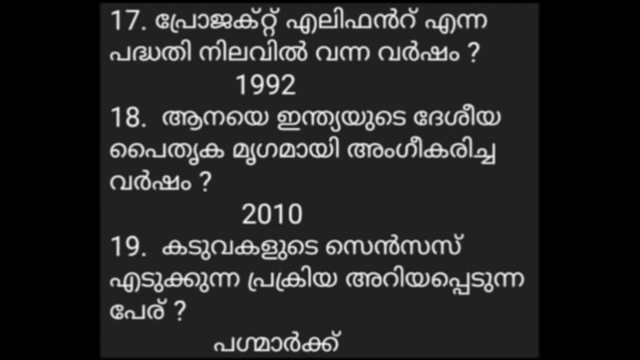 17. പ്രോജക്റ്റ് എലിഫൻറ് എന്ന
പദ്ധതി നിലവിൽ വന്ന വർഷം ?
1992
18. ആനയെ ഇന്ത്യയുടെ ദേശീയ
പൈതൃക മൃഗമായി അംഗീകരിച്ച
വർഷം ?
2010
19. കടുവകളുടെ സെൻസസ്
എടുക്കുന്ന പ്രക്രിയ അറിയപ്പെടുന്ന
പേര് ?
പഗ്മാർക്ക്